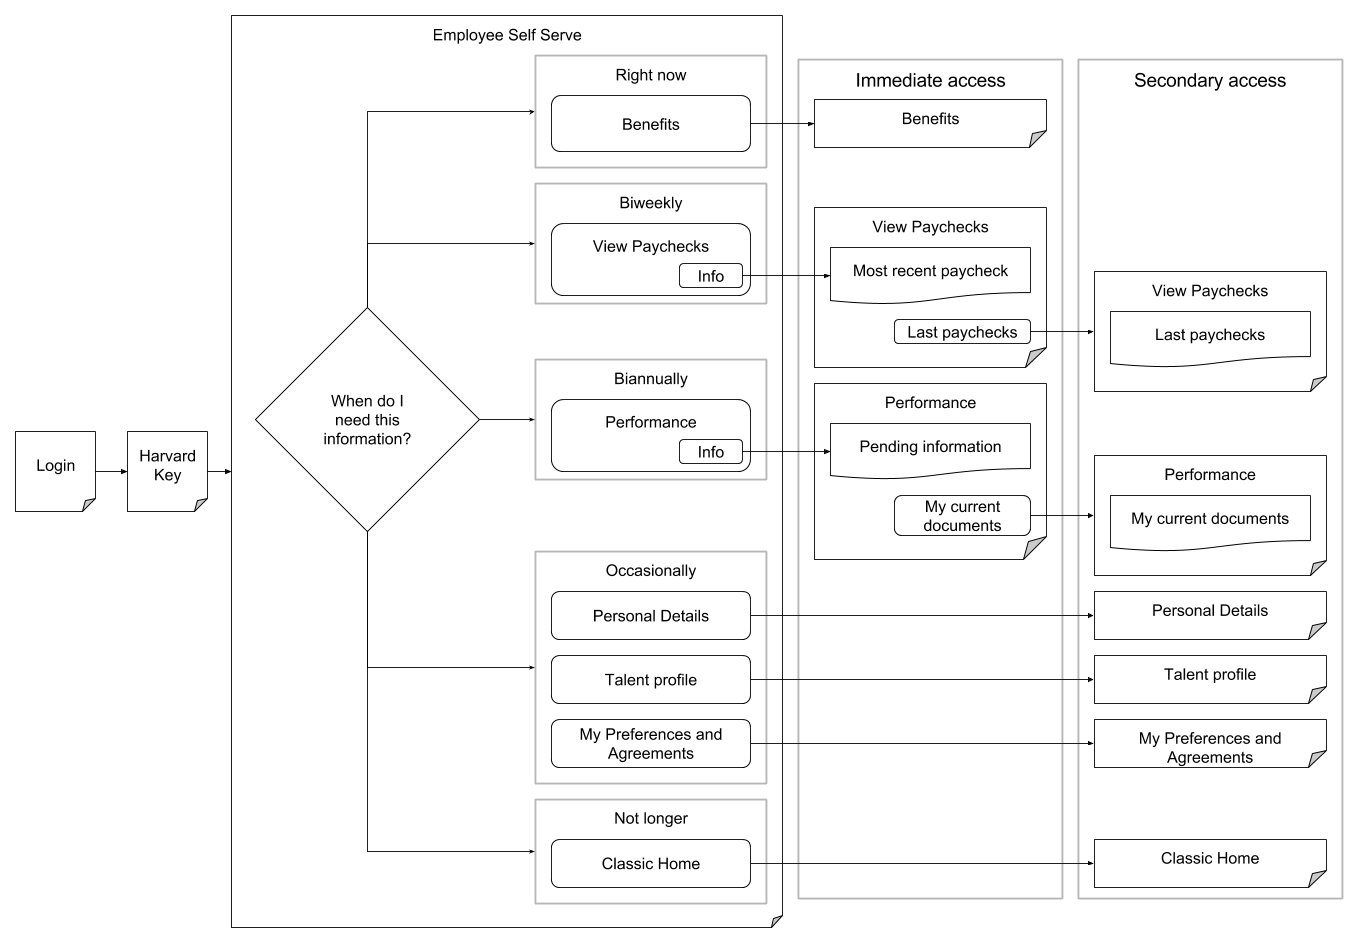 Login
Harvard
Key
Employee Self Serve
When do I
need this
information?
Right now
Benefits
Biweekly
View Paychecks
Info
Biannually
Performance
Info
Occasionally
Personal Details
Talent profile
My Preferences and
Agreements
Not longer
Classic Home
Immediate access
Benefits
View Paychecks
Most recent paycheck
Last paychecks
Performance
Pending information
My current
documents
Secondary access
View Paychecks
Last paychecks
Performance
My current documents
Personal Details
Talent profile
My Preferences and
Agreements
Classic Home